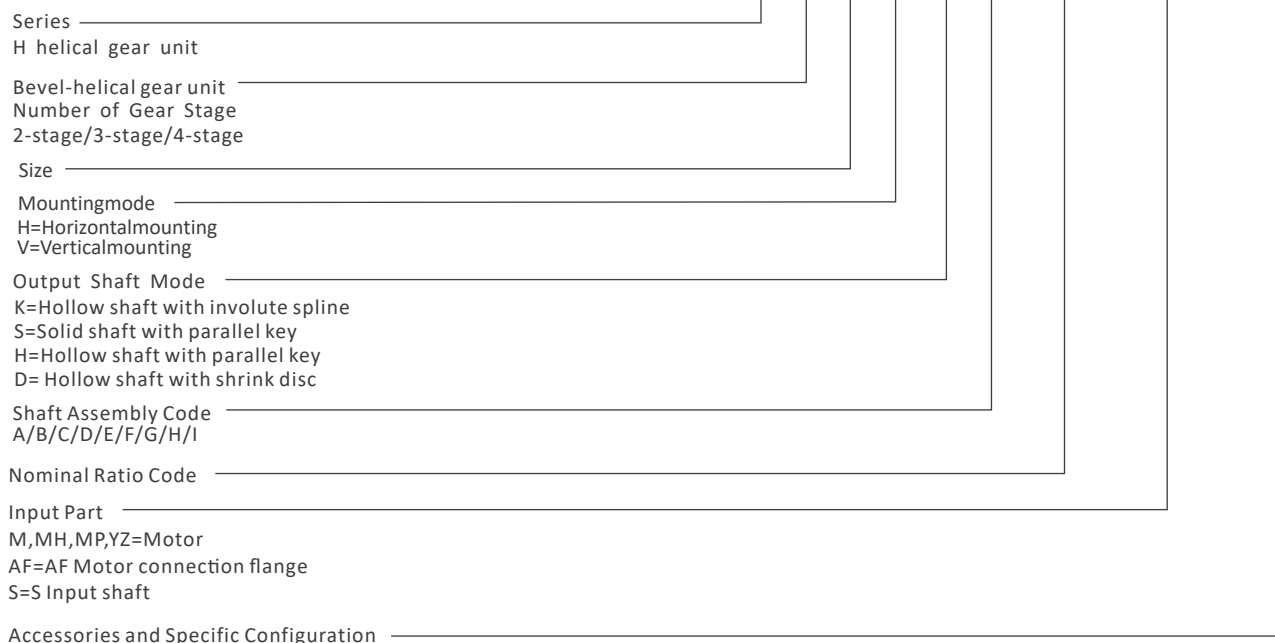 Series
H helical gear unit
Bevel-helical gear unit
Number of Gear Stage
2-stage/3-stage/4-stage
Size
Mountingmode
H=Horizontalmounting
V=Verticalmounting
Output Shaft Mode
K=Hollow shaft with involute spline
S=Solid shaft with parallel key
H=Hollow shaft with parallel key
D= Hollow shaft with shrink disc
Shaft Assembly Code
A/B/C/D/E/F/G/H/I
Nominal Ratio Code
Input Part
M,MH,MP,YZ=Motor
AF=AF Motor connection flange
S=S Input shaft
Accessories and Specific Configuration